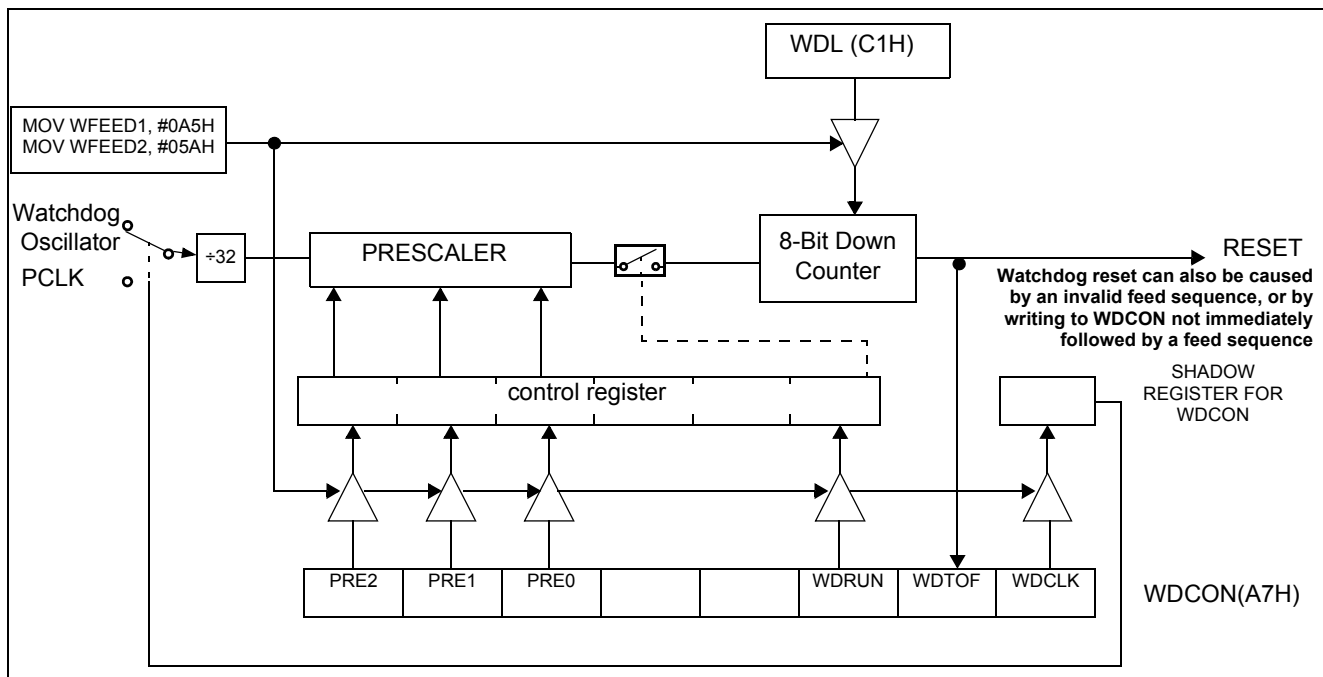 WDL (C1H)
MOV WFEED1, #0A5H
MOV WFEED2, #05AH
Watchdog
Oscillator
PCLK
÷32
PRESCALER
8-Bit Down
Counter
RESET
Watchdog reset can also be caused
by an invalid feed sequence, or by
writing to WDCON not immediately
followed by a feed sequence
control register
SHADOW
REGISTER FOR
WDCON
PRE2
PRE1
PRE0
WDRUN
WDTOF
WDCLK
WDCON(A7H)